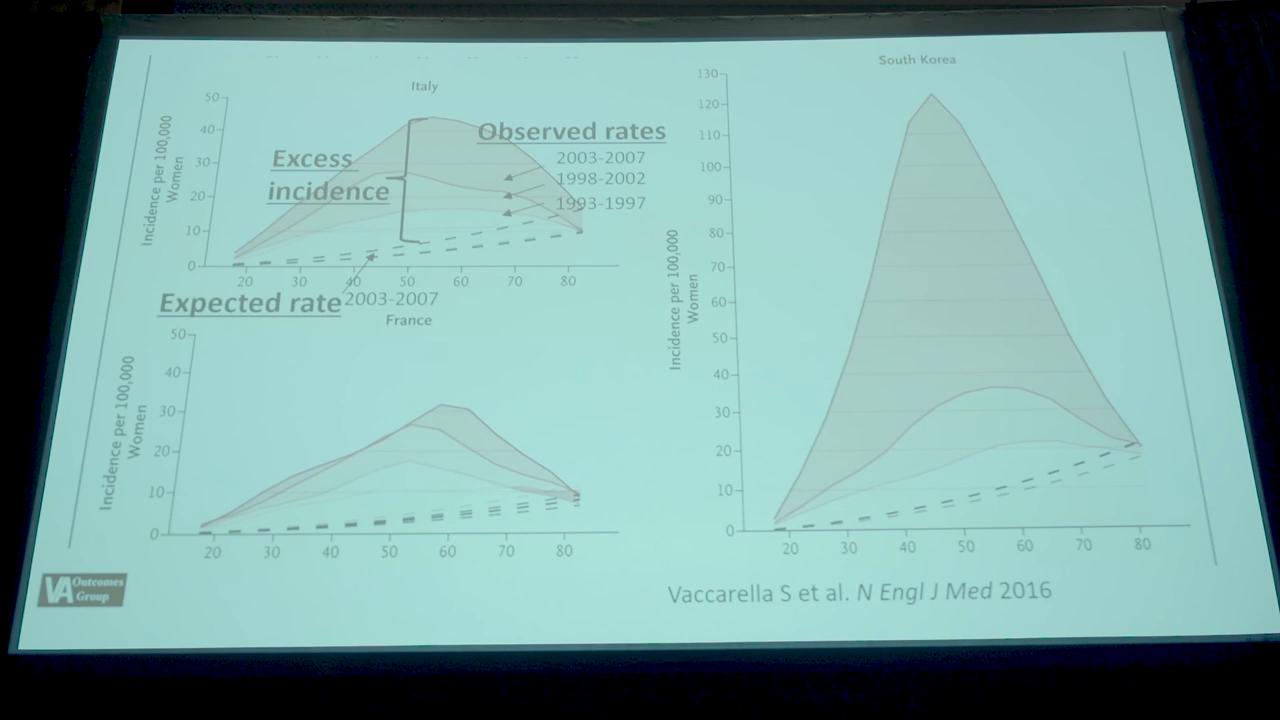 Italy
Incidence per 100,000
Women
50
40
30
20
10
0
20 30 40 50 60 70 80
Excess
incidence
Observed rates
2003-2007
1998-2002
1993-1997
Expected rate 2003-2007
France
Incidence per 100,000
Women
50
40
30
20
10
0
20 30 40 50 60 70 80
South Korea
Incidence per 100,000
Women
130
120
110
100
90
80
70
60
50
40
30
20
10
0
20 30 40 50 60 70 80
VA Outcomes
Group
Vaccarella S et al. N Engl J Med 2016